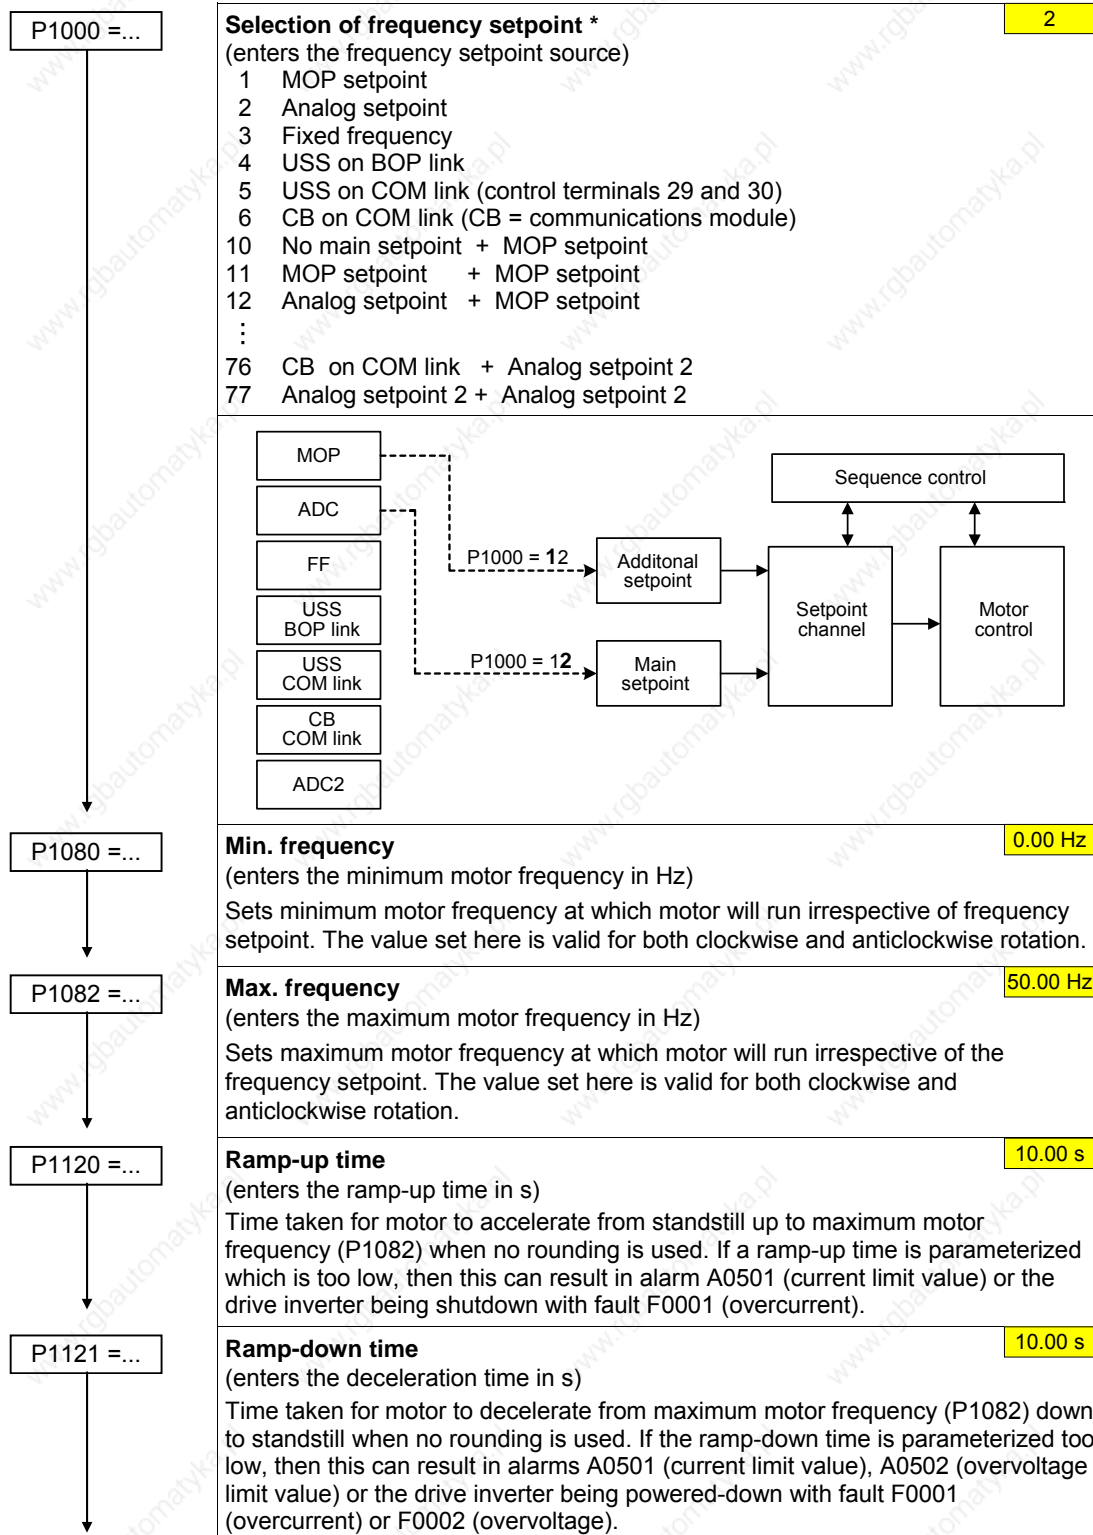 P1000 =...
Selection of frequency setpoint *
2
(enters the frequency setpoint source)
1 MOP setpoint
2 Analog setpoint
3 Fixed frequency
4 USS on BOP link
5 USS on COM link (control terminals 29 and 30)
6 CB on COM link (CB = communications module)
10 No main setpoint + MOP setpoint
11 MOP setpoint + MOP setpoint
12 Analog setpoint + MOP setpoint
⋮
76 CB on COM link + Analog setpoint 2
77 Analog setpoint 2 + Analog setpoint 2
MOP
ADC
FF
USS
BOP link
USS
COM link
CB
COM link
ADC2
P1000 = 12
P1000 = 12
Additonal
setpoint
Main
setpoint
Sequence control
Setpoint
channel
Motor
control
P1080 =...
Min. frequency
0.00 Hz
(enters the minimum motor frequency in Hz)
Sets minimum motor frequency at which motor will run irrespective of frequency
setpoint. The value set here is valid for both clockwise and anticlockwise rotation.
P1082 =...
Max. frequency
50.00 Hz
(enters the maximum motor frequency in Hz)
Sets maximum motor frequency at which motor will run irrespective of the
frequency setpoint. The value set here is valid for both clockwise and
anticlockwise rotation.
P1120 =...
Ramp-up time
10.00 s
(enters the ramp-up time in s)
Time taken for motor to accelerate from standstill up to maximum motor
frequency (P1082) when no rounding is used. If a ramp-up time is parameterized
which is too low, then this can result in alarm A0501 (current limit value) or the
drive inverter being shutdown with fault F0001 (overcurrent).
P1121 =...
Ramp-down time
10.00 s
(enters the deceleration time in s)
Time taken for motor to decelerate from maximum motor frequency (P1082) down
to standstill when no rounding is used. If the ramp-down time is parameterized too
low, then this can result in alarms A0501 (current limit value), A0502 (overvoltage
limit value) or the drive inverter being powered-down with fault F0001
(overcurrent) or F0002 (overvoltage).
www.rgbautomatyka.pl